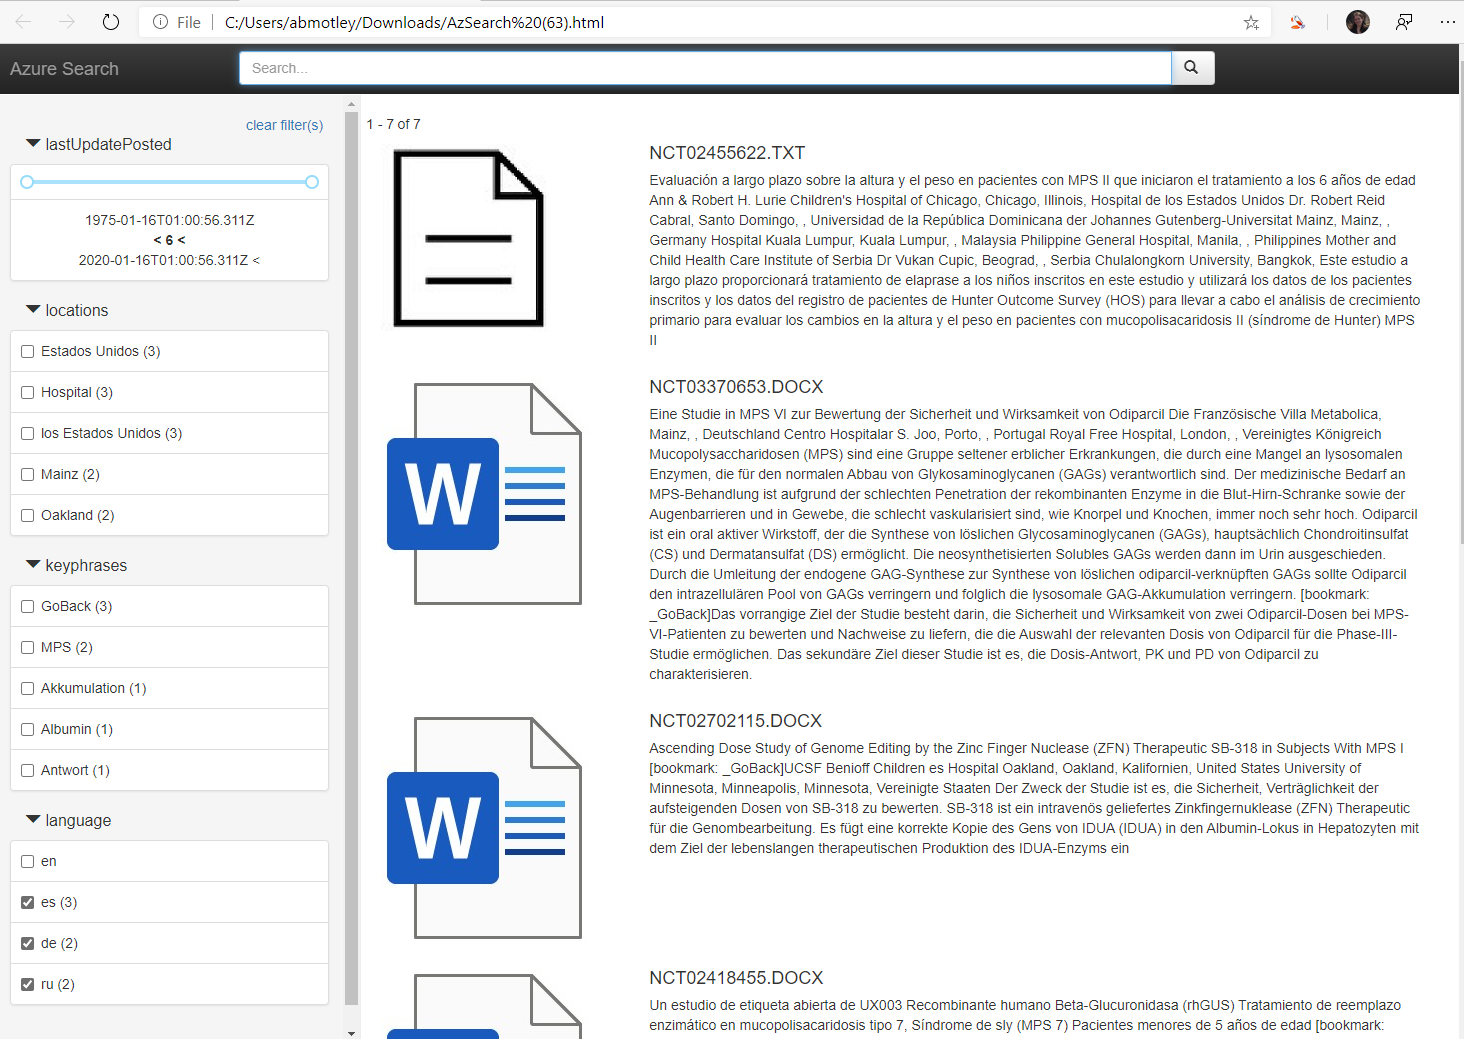 File
C:/Users/abmotley/Downloads/AzSearch%20(63).html
Azure Search
Search...
clear filter(s)
lastUpdatePosted
1975-01-16T01:00:56.311Z
< 6 <
2020-01-16T01:00:56.311Z <
locations
Estados Unidos (3)
Hospital (3)
los Estados Unidos (3)
Mainz (2)
Oakland (2)
keyphrases
GoBack (3)
MPS (2)
Akkumulation (1)
Albumin (1)
Antwort (1)
language
en
es (3)
de (2)
ru (2)
1 - 7 of 7
NCT02455622.TXT
Evaluación a largo plazo sobre la altura y el peso en pacientes con MPS II que iniciaron el tratamiento a los 6 años de edad
Ann & Robert H. Lurie Children's Hospital of Chicago, Chicago, Illinois, Hospital de los Estados Unidos Dr. Robert Reid
Cabral, Santo Domingo, , Universidad de la República Dominicana der Johannes Gutenberg-Universitat Mainz, Mainz, ,
Germany Hospital Kuala Lumpur, Kuala Lumpur, , Malaysia Philippine General Hospital, Manila, , Philippines Mother and
Child Health Care Institute of Serbia Dr Vukan Cupic, Beograd, , Serbia Chulalongkorn University, Bangkok, Este estudio a
largo plazo proporcionará tratamiento de elaprase a los niños inscritos en este estudio y utilizará los datos de los pacientes
inscritos y los datos del registro de pacientes de Hunter Outcome Survey (HOS) para llevar a cabo el análisis de crecimiento
primario para evaluar los cambios en la altura y el peso en pacientes con mucopolisacaridosis II (síndrome de Hunter) MPS
II
NCT03370653.DOCX
Eine Studie in MPS VI zur Bewertung der Sicherheit und Wirksamkeit von Odiparcil Die Französische Villa Metabolica,
Mainz, , Deutschland Centro Hospitalar S. Joo, Porto, , Portugal Royal Free Hospital, London, , Vereinigtes Königreich
Mucopolysaccharidosen (MPS) sind eine Gruppe seltener erblicher Erkrankungen, die durch eine Mangel an lysosomalen
Enzymen, die für den normalen Abbau von Glykosaminoglycanen (GAGs) verantwortlich sind. Der medizinische Bedarf an
MPS-Behandlung ist aufgrund der schlechten Penetration der rekombinanten Enzyme in die Blut-Hirn-Schranke sowie der
Augenbarrieren und in Gewebe, die schlecht vaskularisiert sind, wie Knorpel und Knochen, immer noch sehr hoch. Odiparcil
ist ein oral aktiver Wirkstoff, der die Synthese von löslichen Glycosaminoglycanen (GAGs), hauptsächlich Chondroitinsulfat
(CS) und Dermatansulfat (DS) ermöglicht. Die neosynthetisierten Solubles GAGs werden dann im Urin ausgeschieden.
Durch die Umleitung der endogene GAG-Synthese zur Synthese von löslichen odiparcil-verknüpften GAGs sollte Odiparcil
den intrazellulären Pool von GAGs verringern und folglich die lysosomale GAG-Akkumulation verringern. [bookmark:
_GoBack]Das vorrangige Ziel der Studie besteht darin, die Sicherheit und Wirksamkeit von zwei Odiparcil-Dosen bei MPS-
VI-Patienten zu bewerten und Nachweise zu liefern, die die Auswahl der relevanten Dosis von Odiparcil für die Phase-III-
Studie ermöglichen. Das sekundäre Ziel dieser Studie ist es, die Dosis-Antwort, PK und PD von Odiparcil zu
charakterisieren.
W
NCT02702115.DOCX
Ascending Dose Study of Genome Editing by the Zinc Finger Nuclease (ZFN) Therapeutic SB-318 in Subjects With MPS I
[bookmark: _GoBack]UCSF Benioff Children es Hospital Oakland, Oakland, Kalifornien, United States University of
Minnesota, Minneapolis, Minnesota, Vereinigte Staaten Der Zweck der Studie ist es, die Sicherheit, Verträglichkeit der
aufsteigenden Dosen von SB-318 zu bewerten. SB-318 ist ein intravenös geliefertes Zinkfingernuklease (ZFN) Therapeutic
für die Genombearbeitung. Es fügt eine korrekte Kopie des Gens von IDUA (IDUA) in den Albumin-Lokus in Hepatozyten mit
dem Ziel der lebenslangen therapeutischen Produktion des IDUA-Enzyms ein
W
NCT02418455.DOCX
Un estudio de etiqueta abierta de UX003 Recombinante humano Beta-Glucuronidasa (rhGUS) Tratamiento de reemplazo
enzimático en mucopolisacaridosis tipo 7, Síndrome de sly (MPS 7) Pacientes menores de 5 años de edad [bookmark: